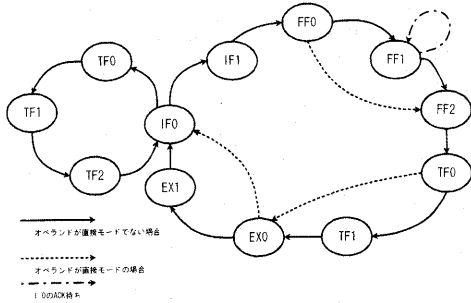 FF0
IF1
FF1
TF0
TF1
IF0
FF2
TF2
TF0
EX1
EX0
TF1
オペランドが直接モードでない場合
オペランドが直接モードの場合
I OのACK待ち